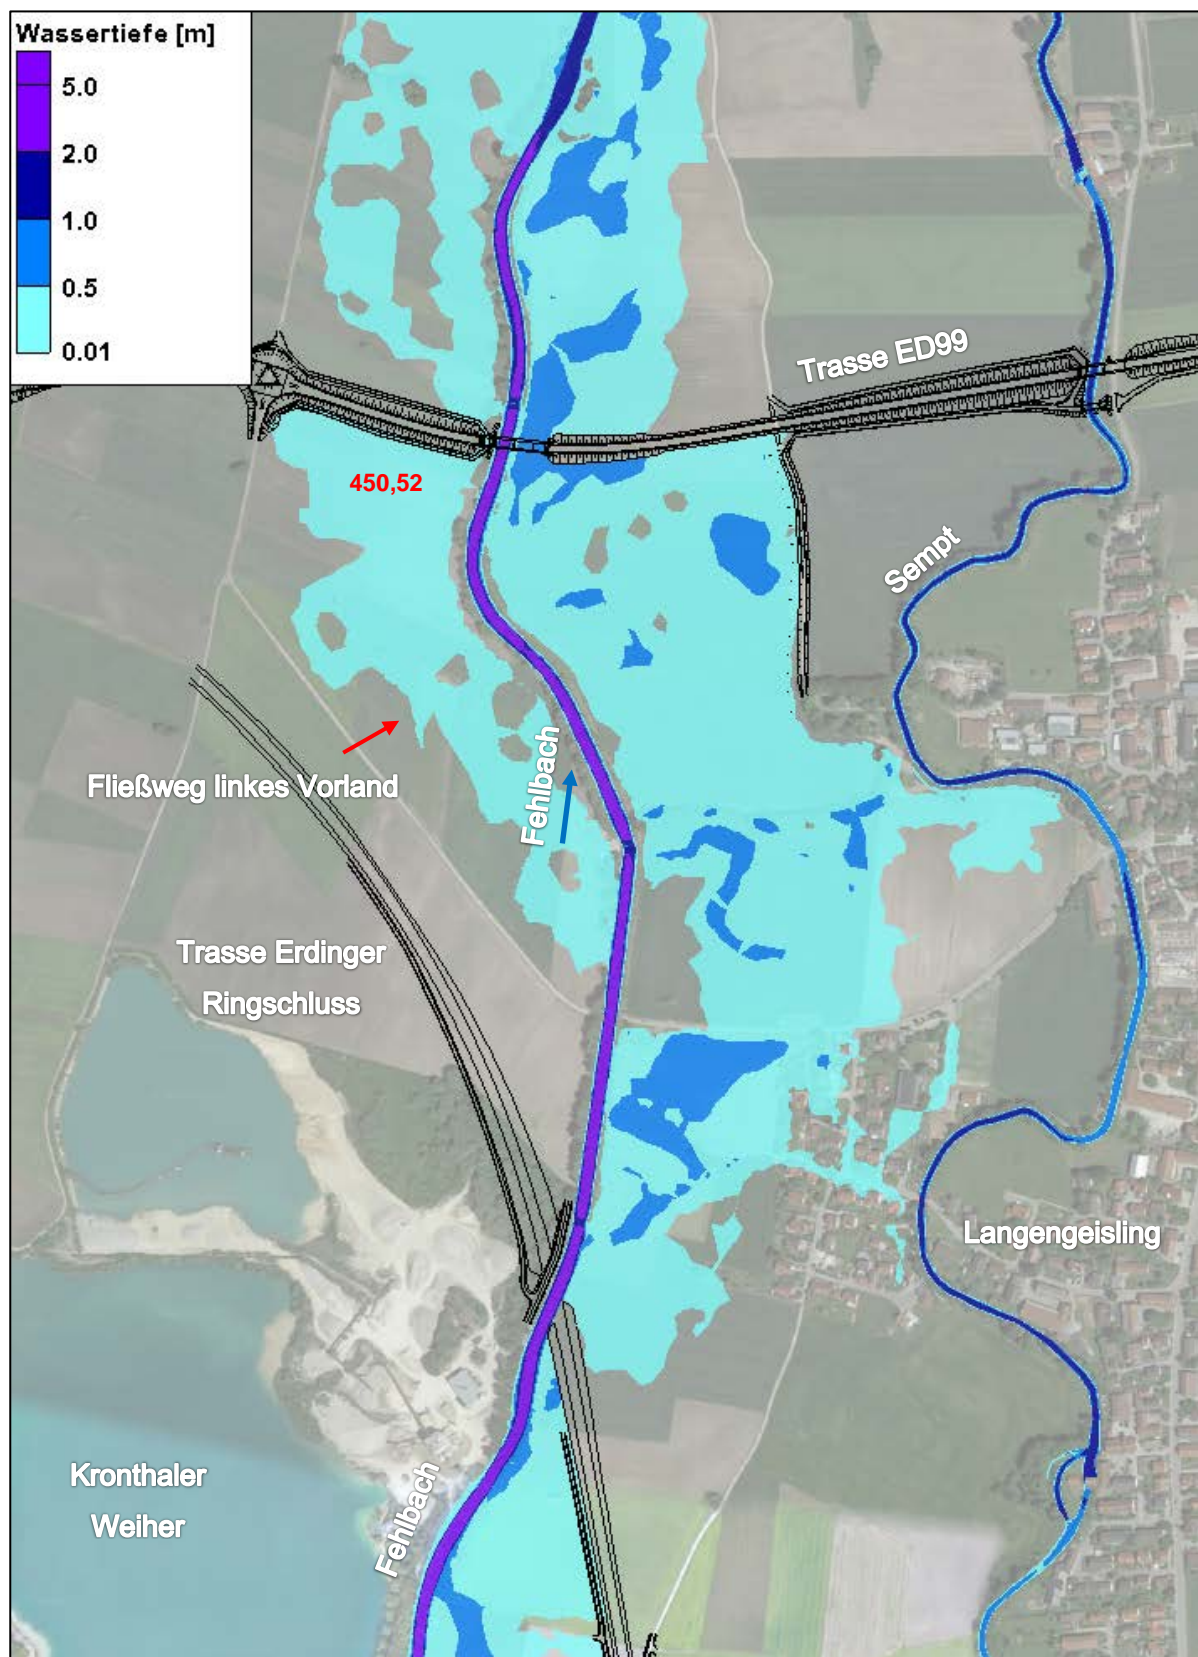 Wassertiefe [m]
5.0
2.0
1.0
0.5
0.01
Trasse ED99
450,52
Sempt
Fließweg linkes Vorland
Fehlbach
Trasse Erdinger
Ringschluss
Langengeisling
Kronthaler
Weiher
Fehlbach